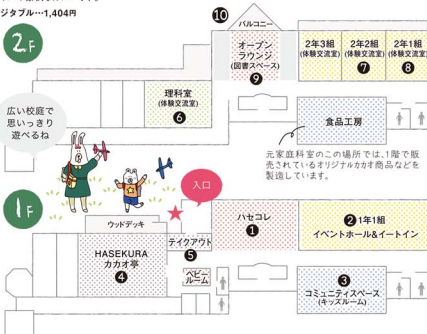 ジタブル…1,404円
2F
⑩
バルコニー
オープン
ラウンジ
(図書スペース)
⑨
2年3組
(体験交流室)
2年2組
(体験交流室)
⑦
2年1組
(体験交流室)
⑧
理科室
(体験交流室)
⑥
食品工房
元家庭科室のこの場所では、1階で販
売されているオリジナルカカオ商品などを
製造しています。
広い校庭で
思いっきり
遊べるね
1F
入口
ウッドデッキ
HASEKURA
カカオ亭
④
テイクアウト
⑤
ベビー
ルーム
ハセコレ
①
②1年1組
イベントホール&イートイン
③
コミュニティスペース
(キッズルーム)